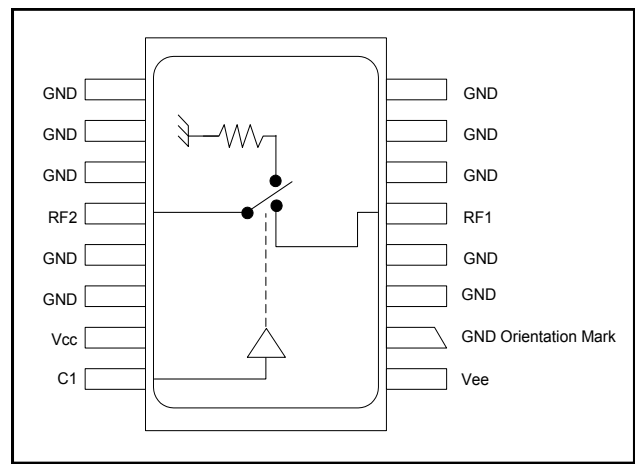 GND
GND
GND
RF2
GND
GND
Vcc
C1
GND
GND
GND
RF1
GND
GND
GND Orientation Mark
Vee